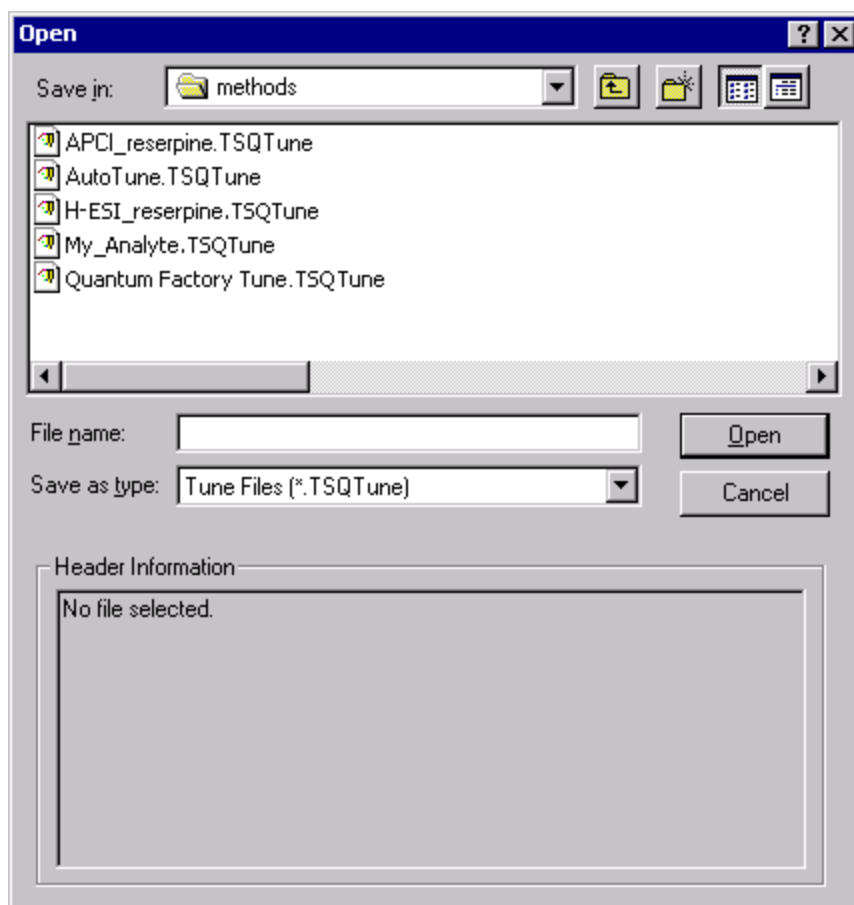 Open
Save in: methods
APCI_reserpine.TSQTune
AutoTune.TSQTune
H-ESI_reserpine.TSQTune
My_Analyte.TSQTune
Quantum Factory Tune.TSQTune
File name: Open
Save as type: Tune Files (*.TSQTune) Cancel
Header Information
No file selected.